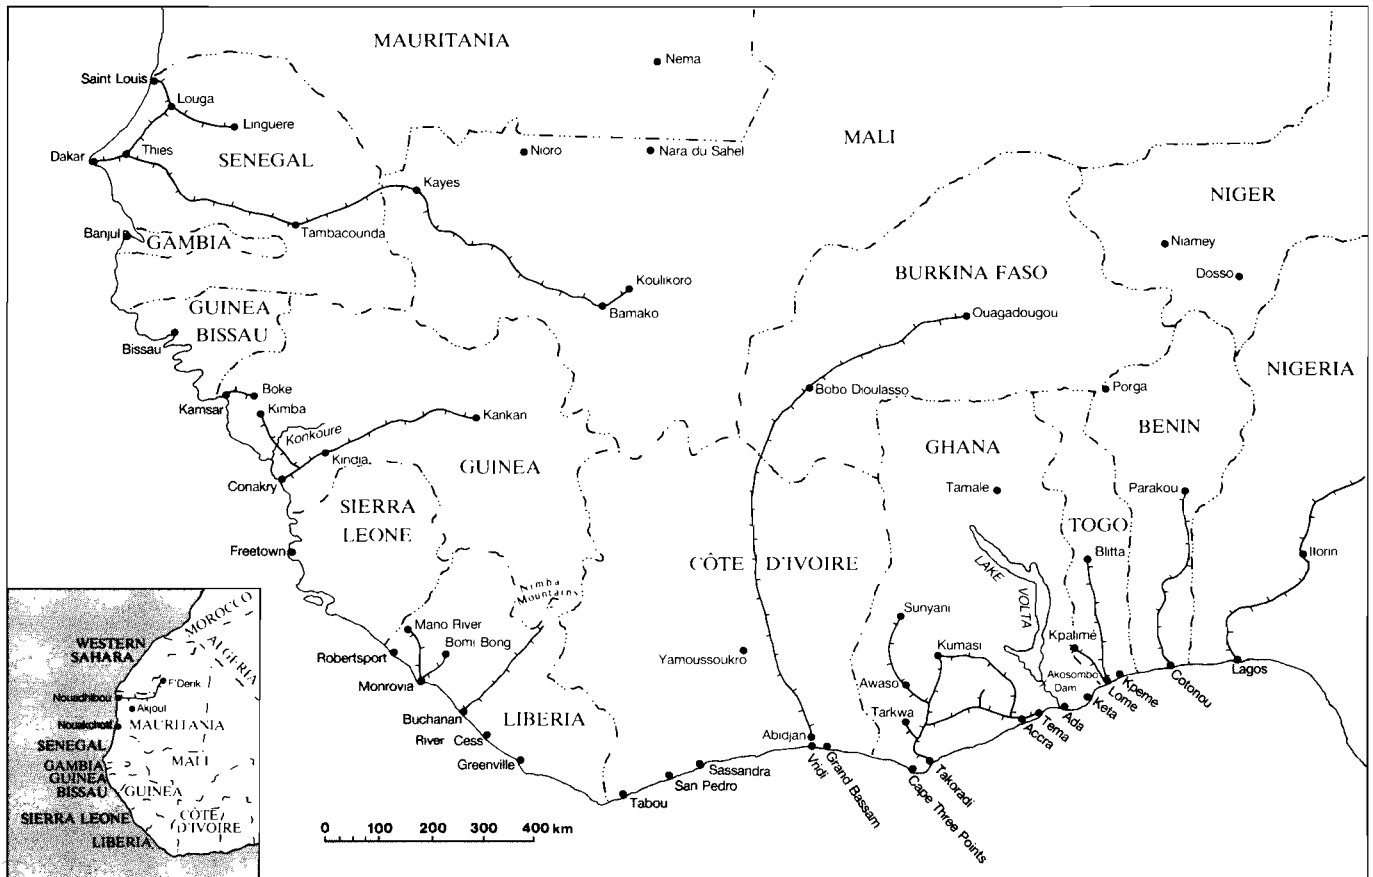 MAURITANIA
Nema
Saint Louis
Louga
Linguere
MALI
Dakar
Thies
SENEGAL
Nioro
Nara du Sahel
Kayes
NIGER
Banjul
GAMBIA
Tambacounda
Niamey
Dosso
BURKINA FASO
Koulikoro
Bamako
GUINEA
BISSAU
Bissau
Ouagadougou
NIGERIA
Boke
Kamsar
Kimba
Kankan
Bobo Dioulasso
Porga
Konkoure
BENIN
Kindia
GUINEA
GHANA
Conakry
Tamale
Parakou
SIERRA
LEONE
TOGO
Freetown
Blitta
Ilorin
CÔTE D'IVOIRE
LAKE
VOLTA
Nimba
Mountains
Sunyani
Mano River
Bomi Bong
Kumasi
Kpalimé
Robertsport
Yamoussoukro
Akosombo
Dam
Monrovia
Awaso
Kpeme
Lome
Cotonou
Lagos
Buchanan
LIBERIA
Tarkwa
Keta
Ada
Tema
Accra
River Cess
Abidjan
Greenville
Vridi
Grand Bassam
Takoradi
Cape Three Points
Sassandra
San Pedro
Tabou
0 100 200 300 400 km
MOROCCO
ALGERIA
WESTERN
SAHARA
F'Derik
Nouadhibou
Akjoul
Nouakchott
MAURITANIA
SENEGAL
MALI
GAMBIA
GUINEA
BISSAU
GUINEA
SIERRA LEONE
CÔTE
D'IVOIRE
LIBERIA